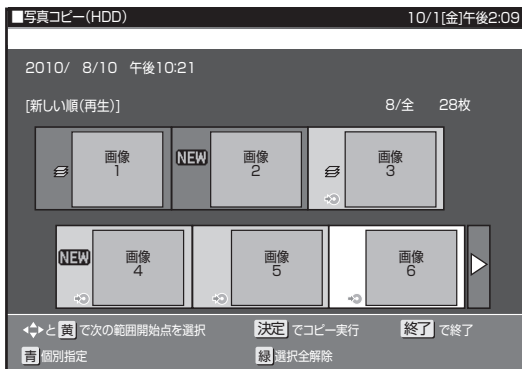 ■写真コピー(HDD) 10/1[金]午後2:09
2010/ 8/10 午後10:21
[新しい順(再生)] 8/全 28枚
画像 1
NEW 画像 2
画像 3
NEW 画像 4
画像 5
画像 6
と 黄 で次の範囲開始点を選択 決定 でコピー実行 終了 で終了
青 個別指定 緑 選択全解除